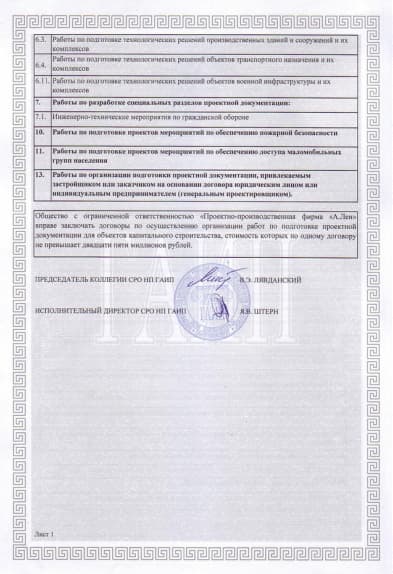 6.3. Работы по подготовке технологических решений производственных зданий и сооружений и их
комплексов
6.4. Работы по подготовке технологических решений объектов транспортного назначения и их
комплексов
6.11. Работы по подготовке технологических решений объектов военной инфраструктуры и их
комплексов
7. Работы по разработке специальных разделов проектной документации:
7.1. Инженерно-технические мероприятия по гражданской обороне
10. Работы по подготовке проектов мероприятий по обеспечению пожарной безопасности
11. Работы по подготовке проектов мероприятий по обеспечению доступа маломобильных
групп населения
13. Работы по организации подготовки проектной документации, привлекаемым
застройщиком или заказчиком на основании договора юридическим лицом или
индивидуальным предпринимателем (генеральным проектировщиком).
Общество с ограниченной ответственностью «Проектно-производственная фирма «А.Лен»
вправе заключать договоры по осуществлению организации работ по подготовке проектной
документации для объектов капитального строительства, стоимость которых по одному договору
не превышает двадцати пяти миллионов рублей.
ПРЕДСЕДАТЕЛЬ КОЛЛЕГИИ СРО НП ГАИП В.Э. ЛЯВДАНСКИЙ
ИСПОЛНИТЕЛЬНЫЙ ДИРЕКТОР СРО НП ГАИП Я.В. ШТЕРН
ГАИП
Лист 1